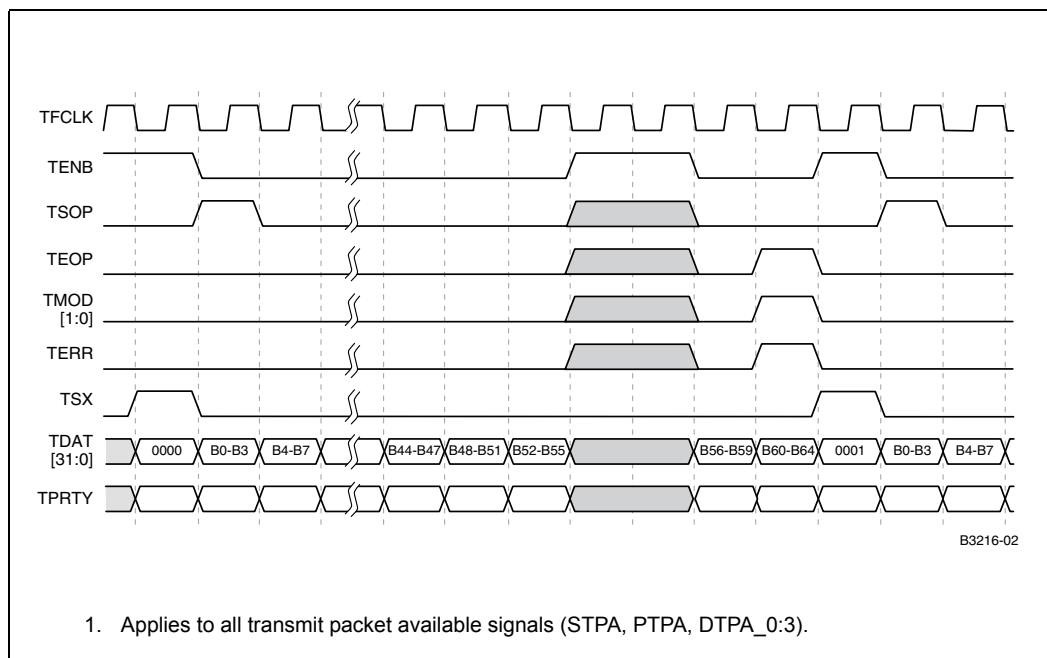 TFCLK
TENB
TSOP
TEOP
TMOD
[1:0]
TERR
TSX
TDAT
[31:0]
0000 B0-B3 B4-B7 B44-B47 B48-B51 B52-B55 B56-B59 B60-B64 0001 B0-B3 B4-B7
TPRTY
B3216-02
1. Applies to all transmit packet available signals (STPA, PTPA, DTPA_0:3).